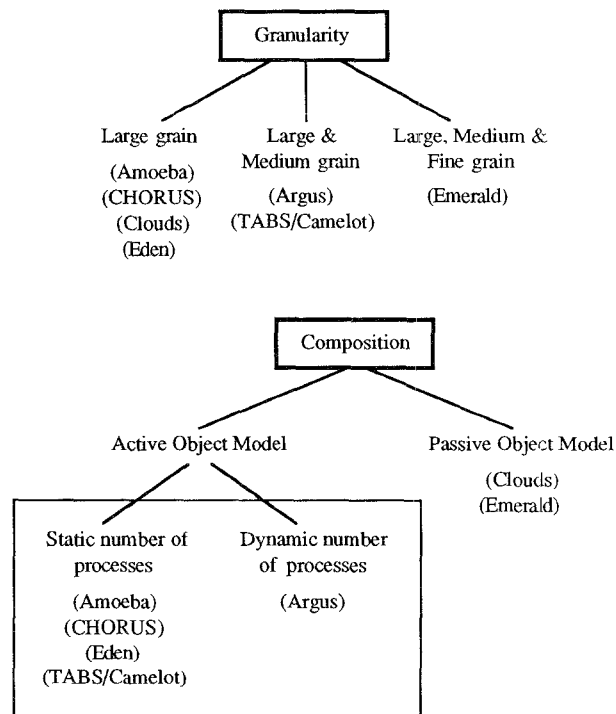 Granularity
Large grain
(Amoeba)
(CHORUS)
(Clouds)
(Eden)
Large &
Medium grain
(Argus)
(TABS/Camelot)
Large, Medium &
Fine grain
(Emerald)
Composition
Active Object Model
Passive Object Model
(Clouds)
(Emerald)
Static number of
processes
(Amoeba)
(CHORUS)
(Eden)
(TABS/Camelot)
Dynamic number
of processes
(Argus)